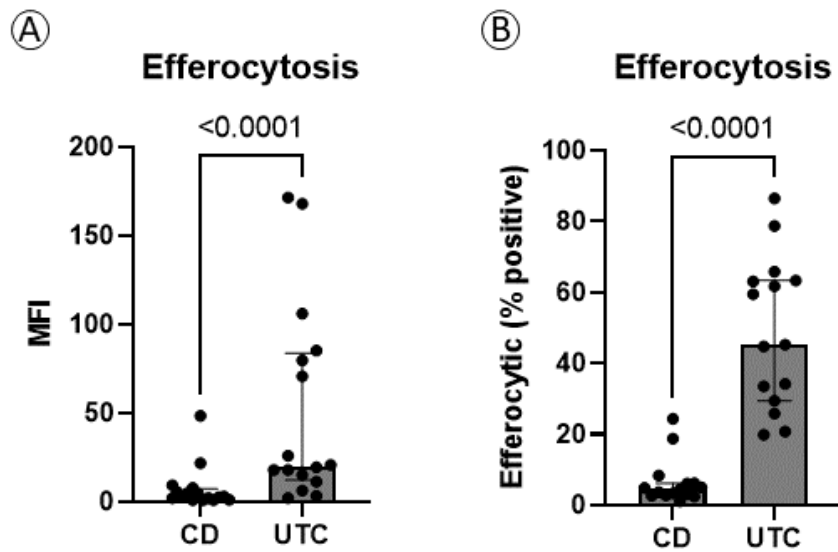 A
Efferocytosis
<0.0001
MFI
200
150
100
50
0
CD
UTC
B
Efferocytosis
<0.0001
Efferocytic (% positive)
100
80
60
40
20
0
CD
UTC